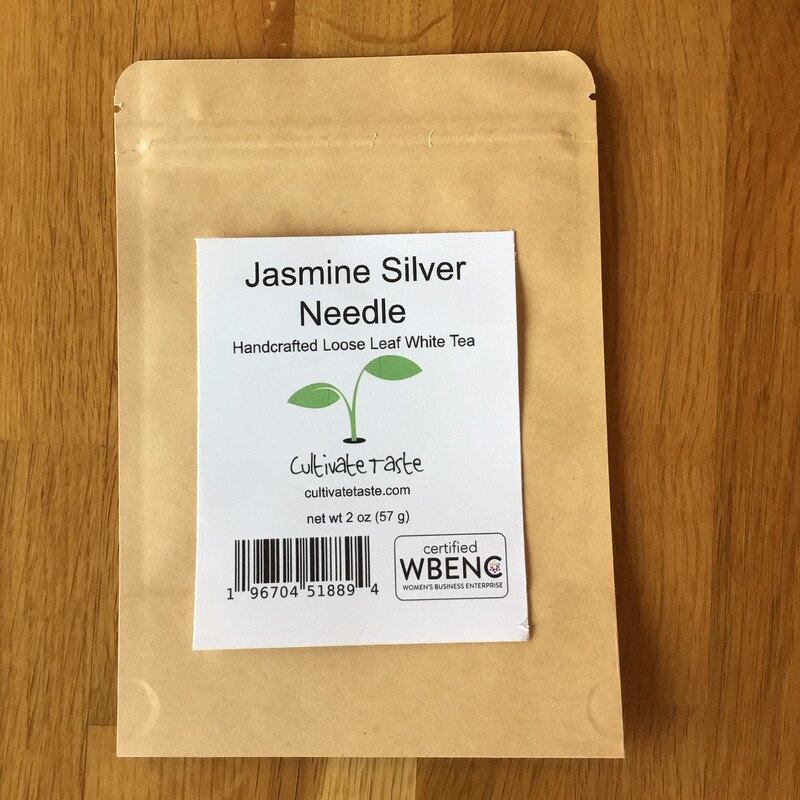 Jasmine Silver
Needle
Handcrafted Loose Leaf White Tea
Cultivate Taste
cultivatetaste.com
net wt 2 oz (57 g)
1 96704 51889 4
certified
WBENC
WOMEN'S BUSINESS ENTERPRISE